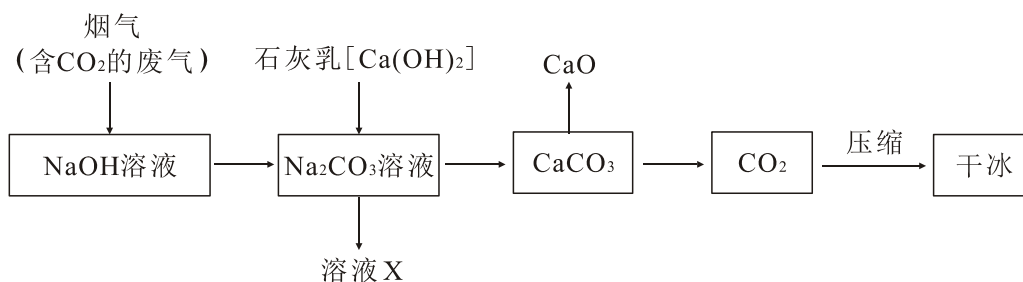 烟气
(含CO₂的废气)
石灰乳[Ca(OH)₂]
CaO
NaOH溶液
Na₂CO₃溶液
CaCO₃
CO₂
压缩
干冰
溶液X